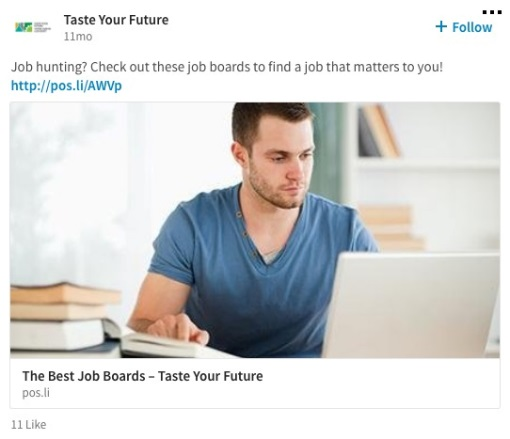 Taste Your Future
11mo
+ Follow
Job hunting? Check out these job boards to find a job that matters to you!
http://pos.li/AWVp
The Best Job Boards – Taste Your Future
pos.li
11 Like